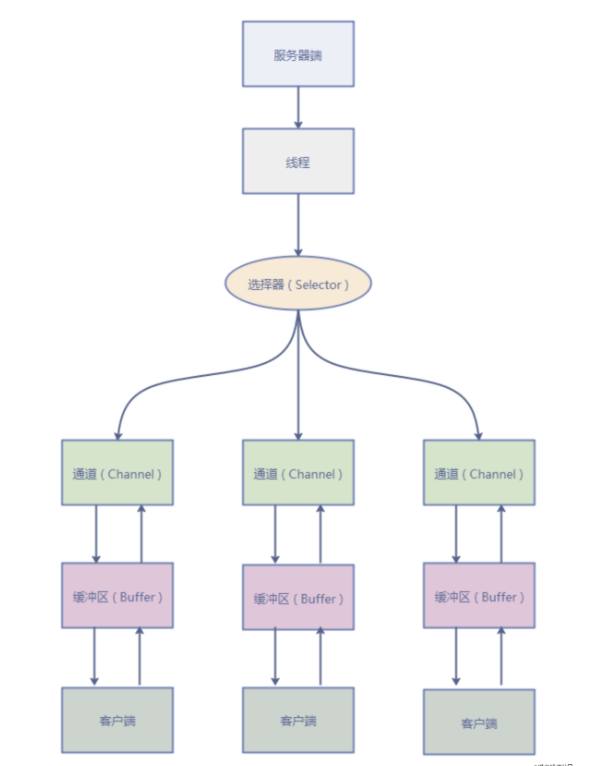 服务器端
线程
选择器 ( Selector )
通道 ( Channel )
通道 ( Channel )
通道 ( Channel )
缓冲区 ( Buffer )
缓冲区 ( Buffer )
缓冲区 ( Buffer )
客户端
客户端
客户端